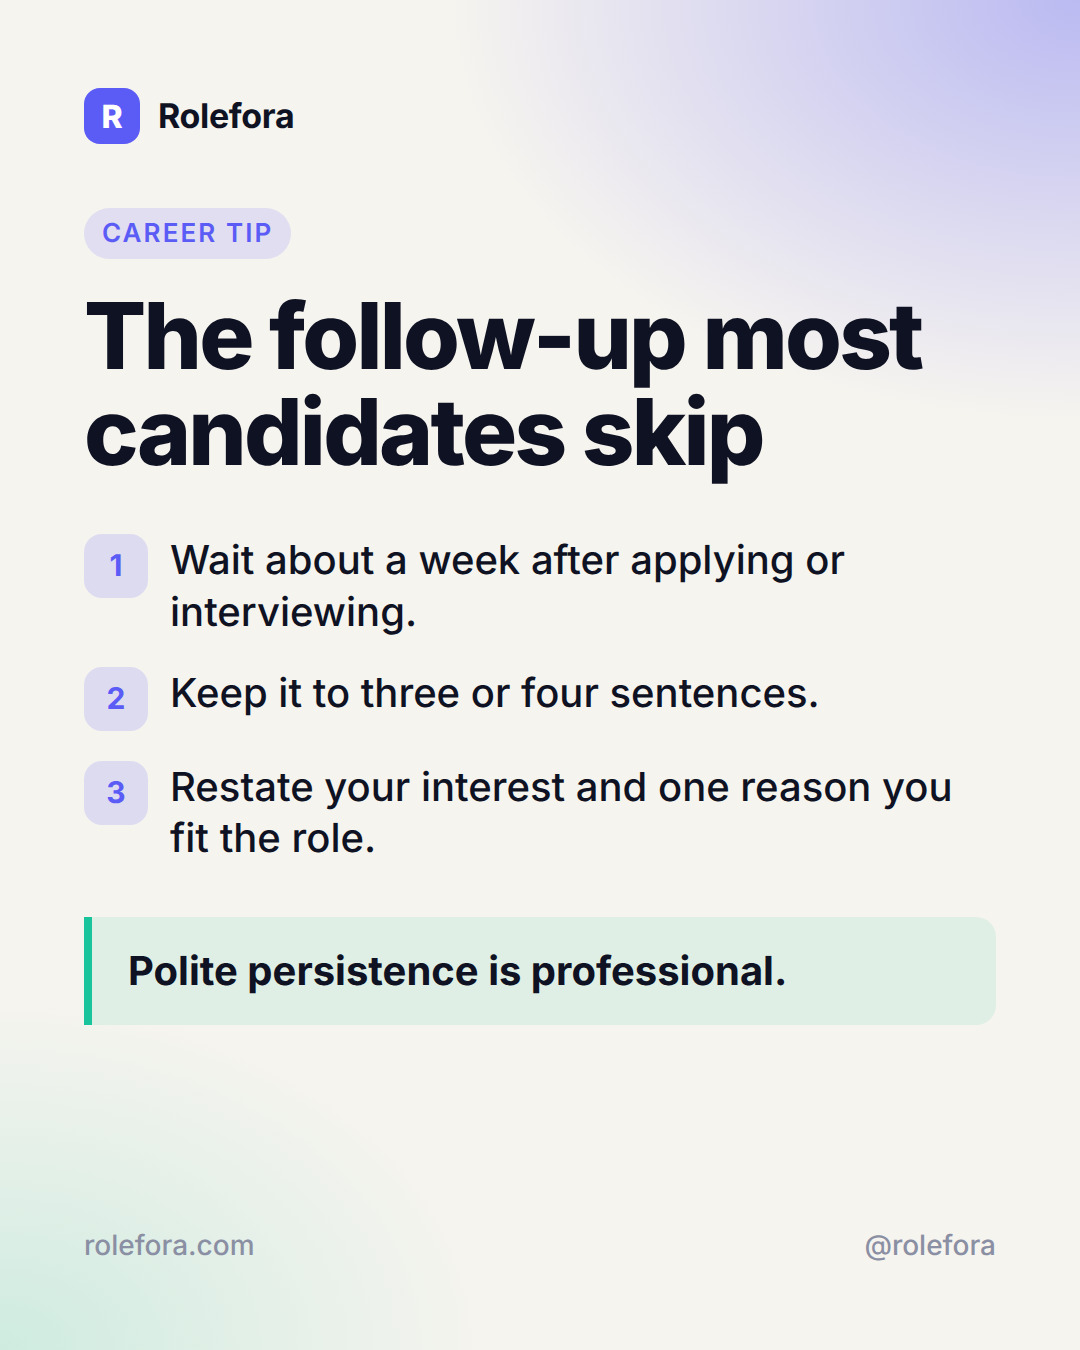 R
Rolefora
CAREER TIP
The follow-up most
candidates skip
1
Wait about a week after applying or
interviewing.
2
Keep it to three or four sentences.
3
Restate your interest and one reason you
fit the role.
Polite persistence is professional.
rolefora.com
@rolefora